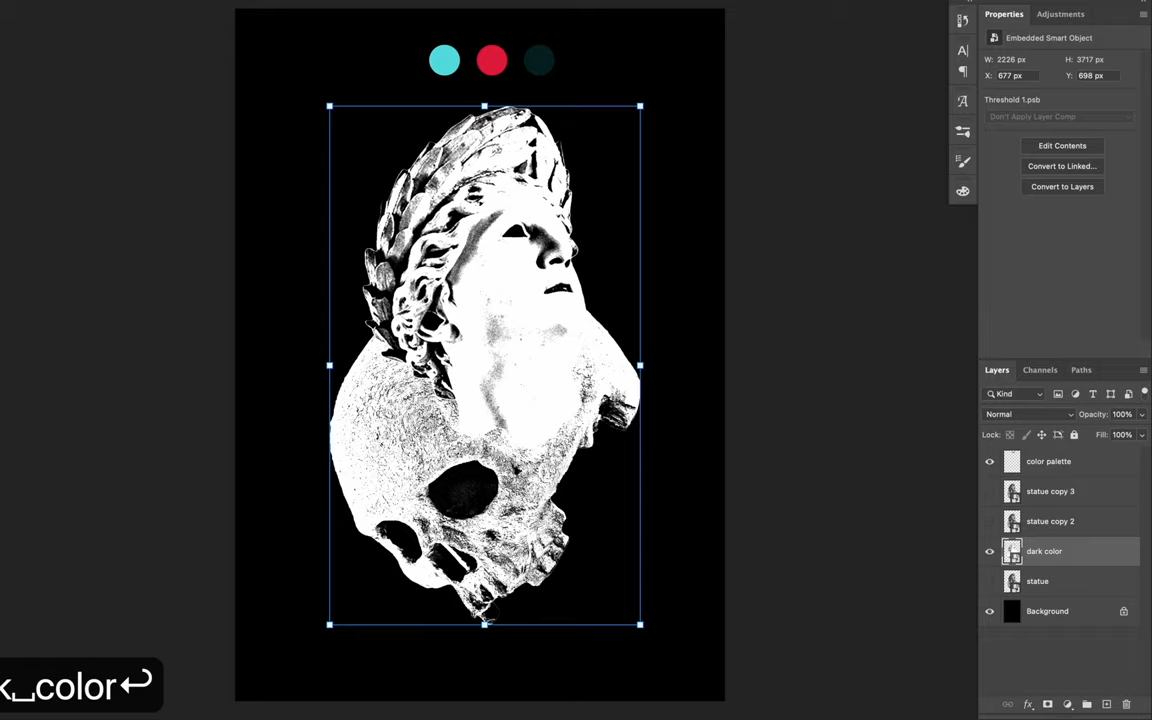 Properties Adjustments
Embedded Smart Object
W: 2226 px H: 3717 px
X: 677 px Y: 698 px
Threshold 1.psb
Don't Apply Layer Comp
Edit Contents
Convert to Linked...
Convert to Layers
Layers Channels Paths
Kind
Normal Opacity: 100%
Lock: Fill: 100%
color palette
statue copy 3
statue copy 2
dark color
statue
Background
fx
k␣color↩